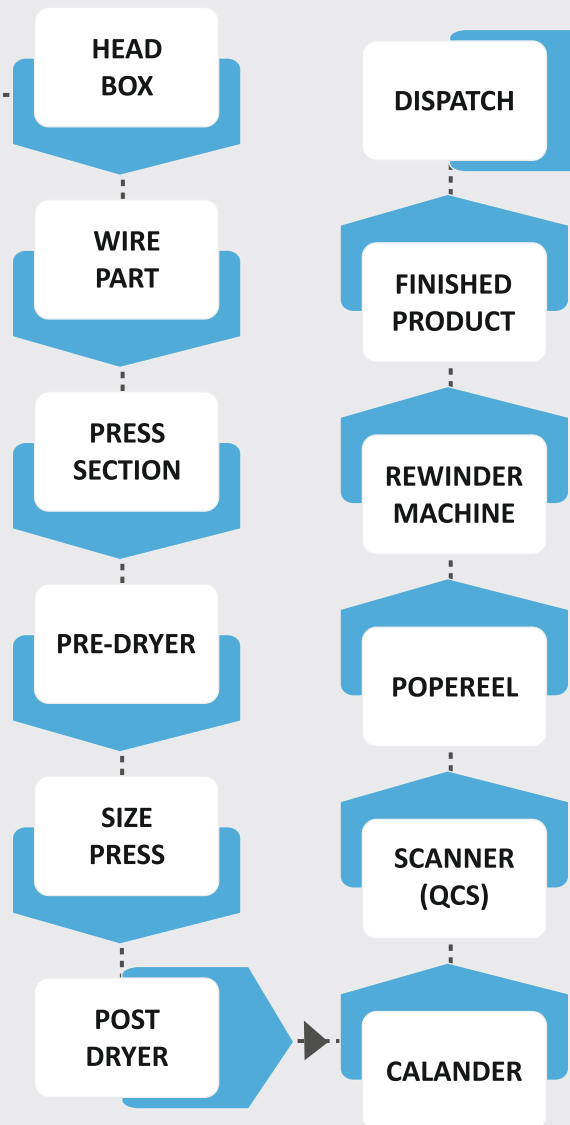 HEAD
BOX
WIRE
PART
PRESS
SECTION
PRE-DRYER
SIZE
PRESS
POST
DRYER
DISPATCH
FINISHED
PRODUCT
REWINDER
MACHINE
POPEREEL
SCANNER
(QCS)
CALANDER